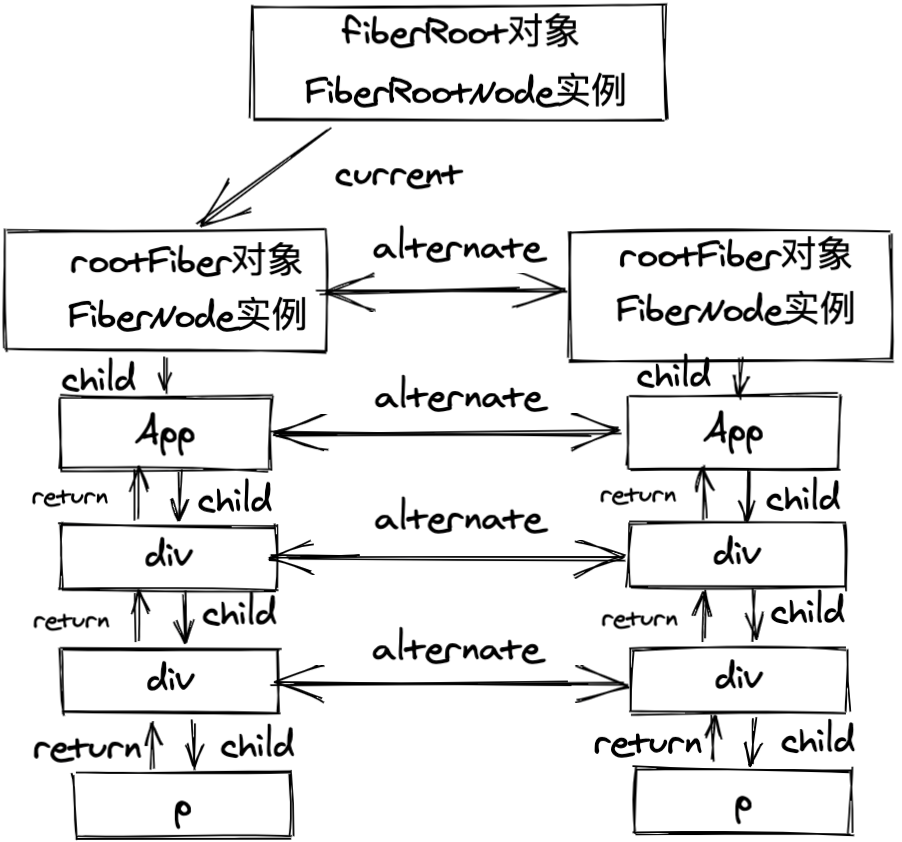 fiberRoot对象
FiberRootNode实例
current
rootFiber对象
FiberNode实例
alternate
rootFiber对象
FiberNode实例
child
alternate
child
App
App
return
child
alternate
return
child
div
div
return
child
alternate
return
child
div
div
return
child
return
child
p
p